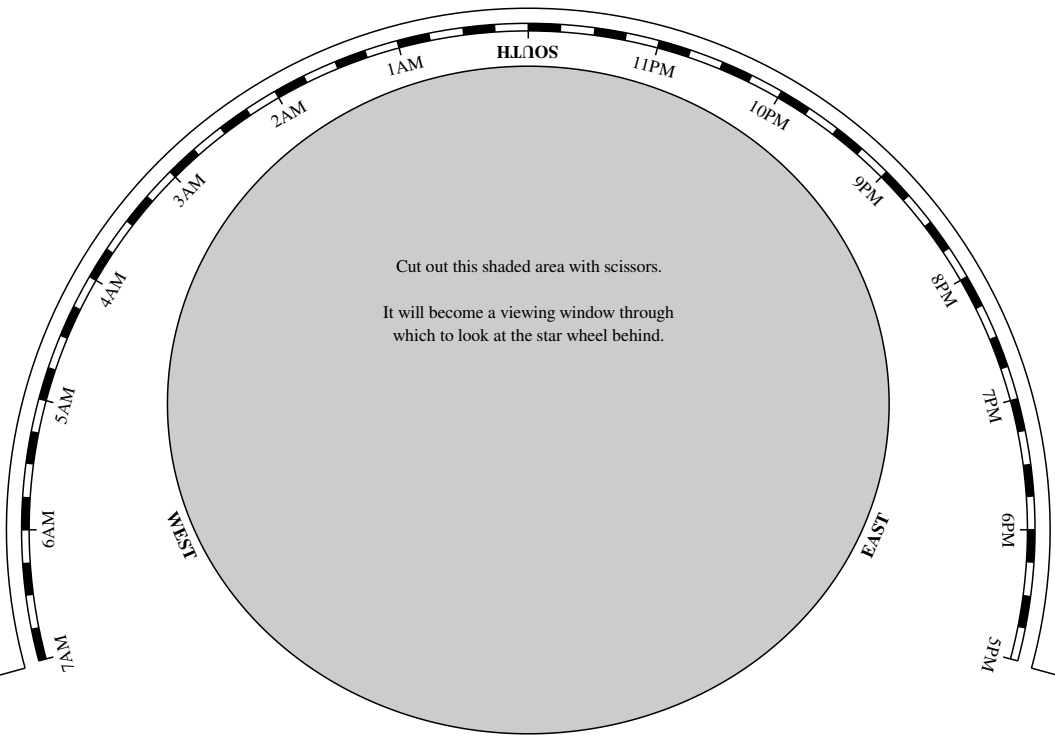 SOUTH
1AM
2AM
3AM
4AM
5AM
6AM
7AM
11PM
10PM
9PM
8PM
7PM
6PM
5PM
Cut out this shaded area with scissors.
It will become a viewing window through
which to look at the star wheel behind.
WEST
EAST